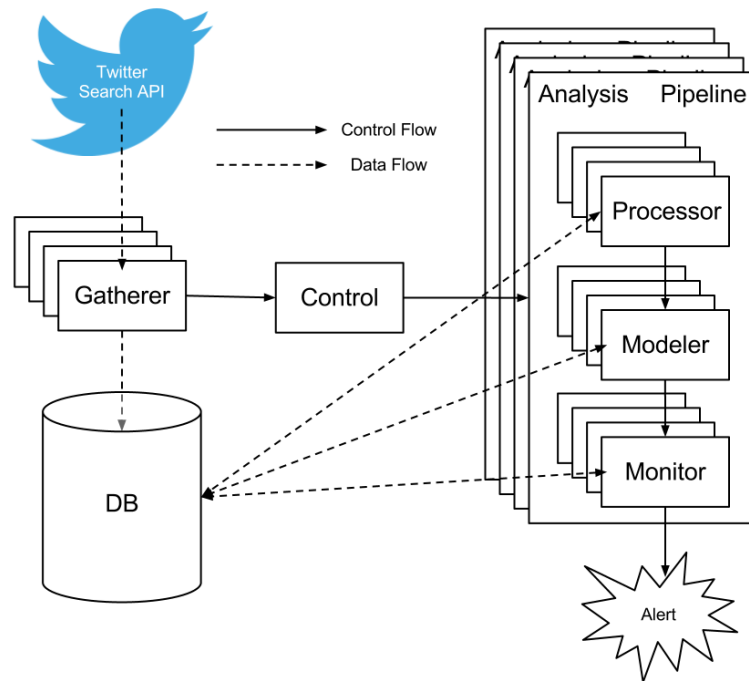 Twitter
Search API
Control Flow
Data Flow
Analysis Pipeline
Processor
Gatherer
Control
Modeler
DB
Monitor
Alert